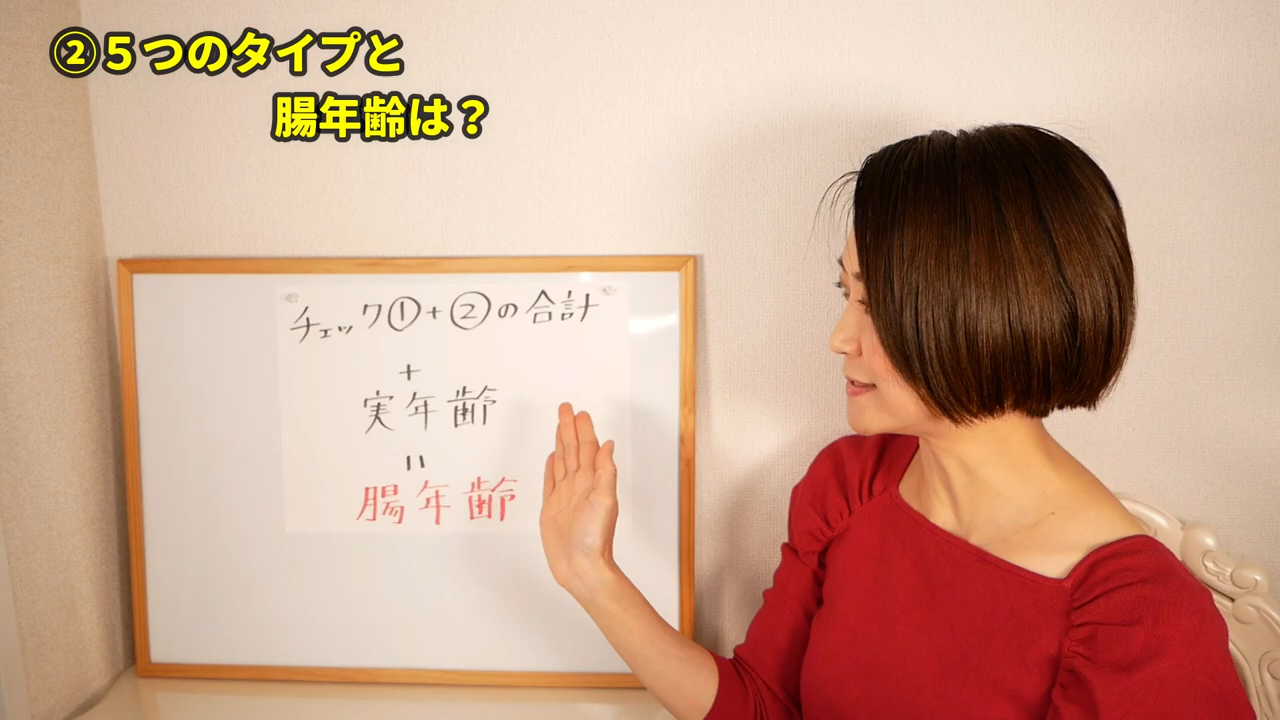 ②５つのタイプと
腸年齢は？
チェック①+②の合計
+
実年齢
=
腸年齢